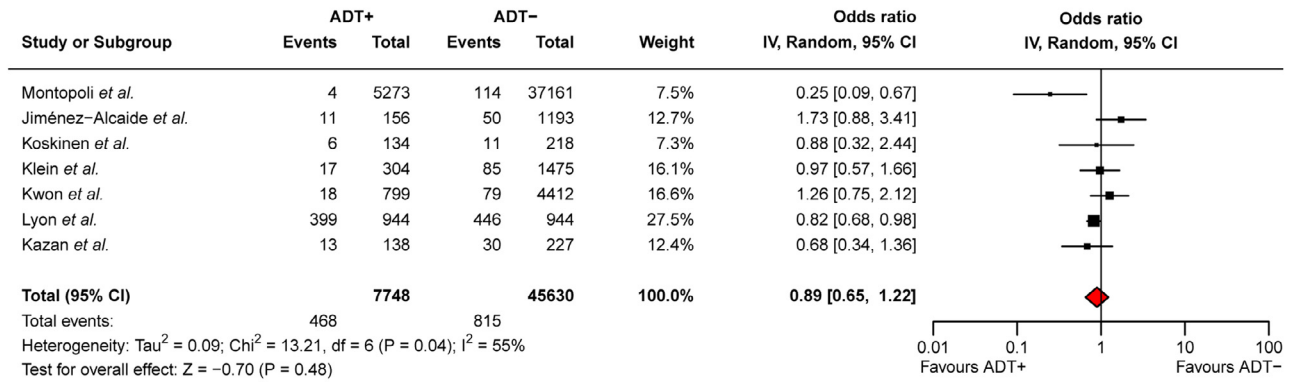 ADT+ ADT− Odds ratio Odds ratio
Study or Subgroup Events Total Events Total Weight IV, Random, 95% CI IV, Random, 95% CI
Montopoli et al. 4 5273 114 37161 7.5% 0.25 [0.09, 0.67]
Jiménez−Alcaide et al. 11 156 50 1193 12.7% 1.73 [0.88, 3.41]
Koskinen et al. 6 134 11 218 7.3% 0.88 [0.32, 2.44]
Klein et al. 17 304 85 1475 16.1% 0.97 [0.57, 1.66]
Kwon et al. 18 799 79 4412 16.6% 1.26 [0.75, 2.12]
Lyon et al. 399 944 446 944 27.5% 0.82 [0.68, 0.98]
Kazan et al. 13 138 30 227 12.4% 0.68 [0.34, 1.36]
Total (95% CI) 7748 45630 100.0% 0.89 [0.65, 1.22]
Total events: 468 815
Heterogeneity: Tau² = 0.09; Chi² = 13.21, df = 6 (P = 0.04); I² = 55%
Test for overall effect: Z = −0.70 (P = 0.48)
0.01 0.1 1 10 100
Favours ADT+ Favours ADT−